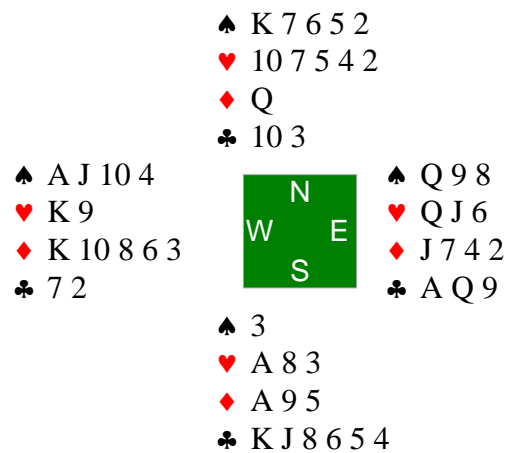 ♠ K 7 6 5 2
♥ 10 7 5 4 2
♦ Q
♣ 10 3
♠ A J 10 4
♥ K 9
♦ K 10 8 6 3
♣ 7 2
N
W E
S
♠ Q 9 8
♥ Q J 6
♦ J 7 4 2
♣ A Q 9
♠ 3
♥ A 8 3
♦ A 9 5
♣ K J 8 6 5 4